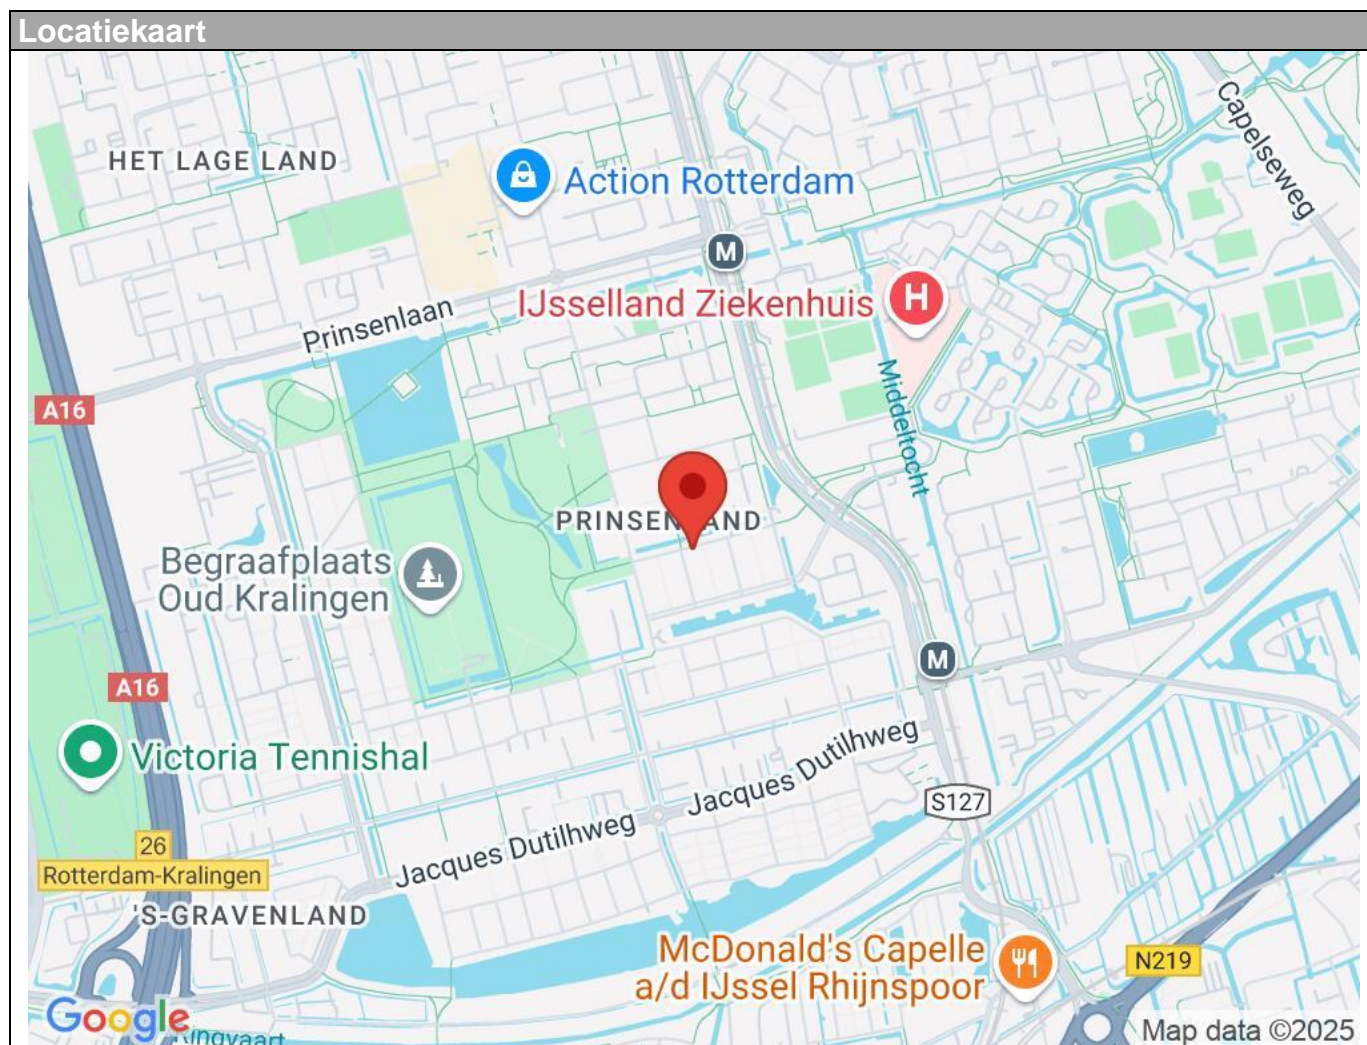 Locatiekaart
Capelseweg
HET LAGE LAND
Action Rotterdam
M
IJsselland Ziekenhuis
H
Prinsenlaan
Middeltocht
A16
PRINSENLAND
Begraafplaats
Oud Kralingen
M
A16
Victoria Tennishal
Jacques Dutilhweg
S127
Jacques Dutilhweg
26
Rotterdam-Kralingen
'S-GRAVENLAND
McDonald's Capelle
a/d IJssel Rhijnspoor
N219
Google
Ringvaart
Map data ©2025